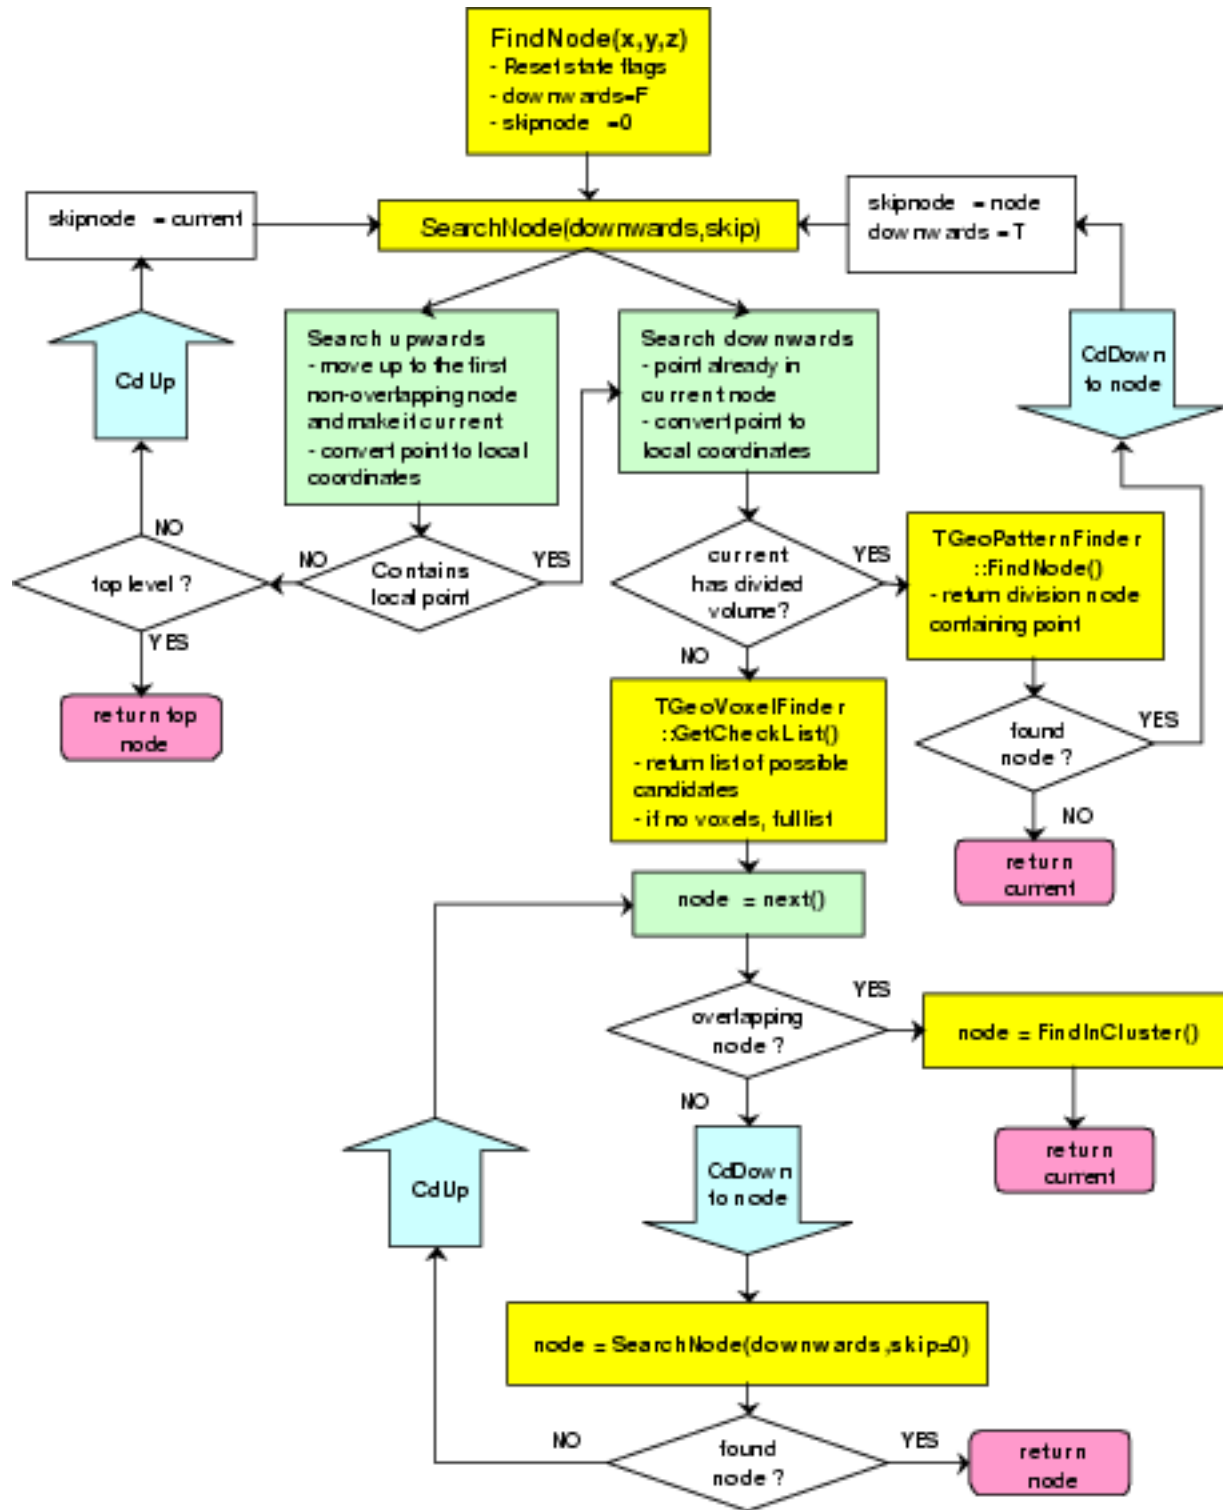 FindNode(x,y,z)
- Reset state flags
- downwards=F
- skipnode =0
skipnode = current
SearchNode(downwards,skip)
skipnode = node
downwards = T
CdUp
Search upwards
- move up to the first
non-overlapping node
and make it current
- convert point to local
coordinates
Search downwards
- point already in
current node
- convert point to
local coordinates
CdDown
to node
NO
top level ?
YES
return top
node
NO
Contains
local point
YES
current
has divided
volume?
YES
NO
TGeoPatternFinder
::FindNode()
- return division node
containing point
found
node ?
YES
NO
return
current
TGeoVoxelFinder
::GetCheckList()
- return list of possible
candidates
- if no voxels, full list
node = next()
overlapping
node ?
YES
NO
node = FindInCluster()
return
current
CdUp
CdDown
to node
node = SearchNode(downwards,skip=0)
NO
found
node ?
YES
return
node